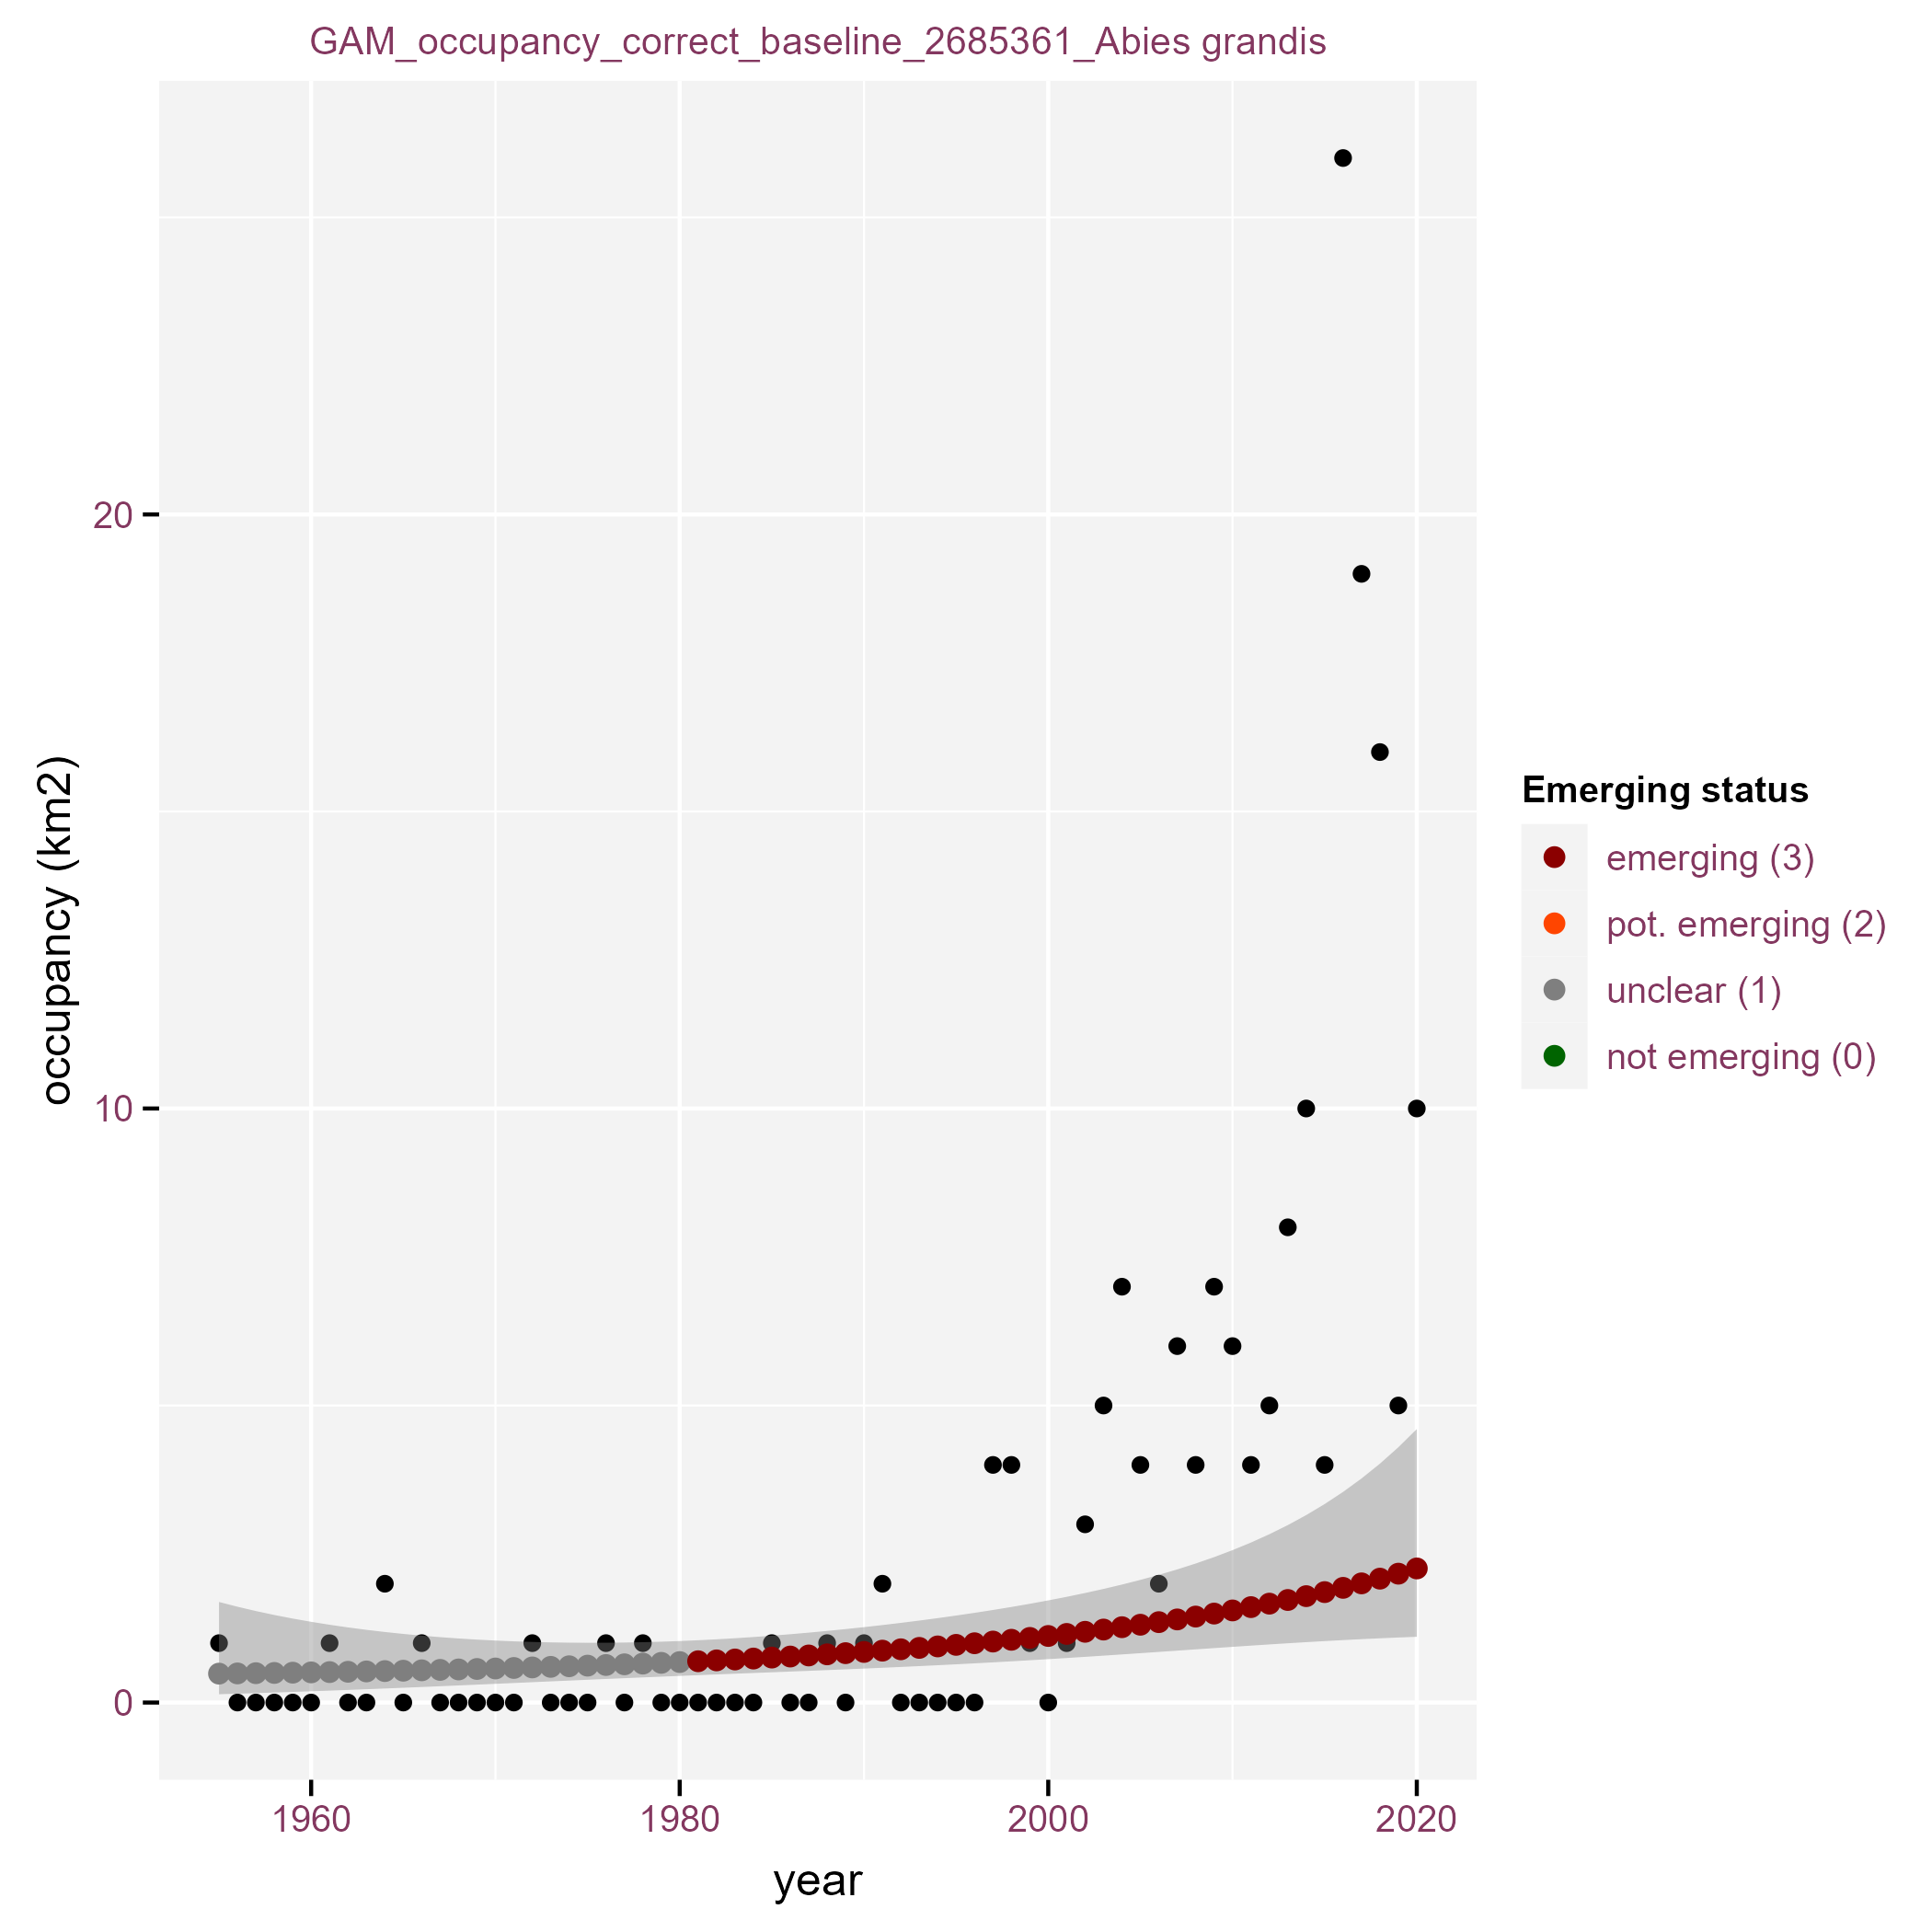 GAM_occupancy_correct_baseline_2685361_Abies grandis
occupancy (km2)
20
10
0
1960
1980
2000
2020
year
Emerging status
emerging (3)
pot. emerging (2)
unclear (1)
not emerging (0)